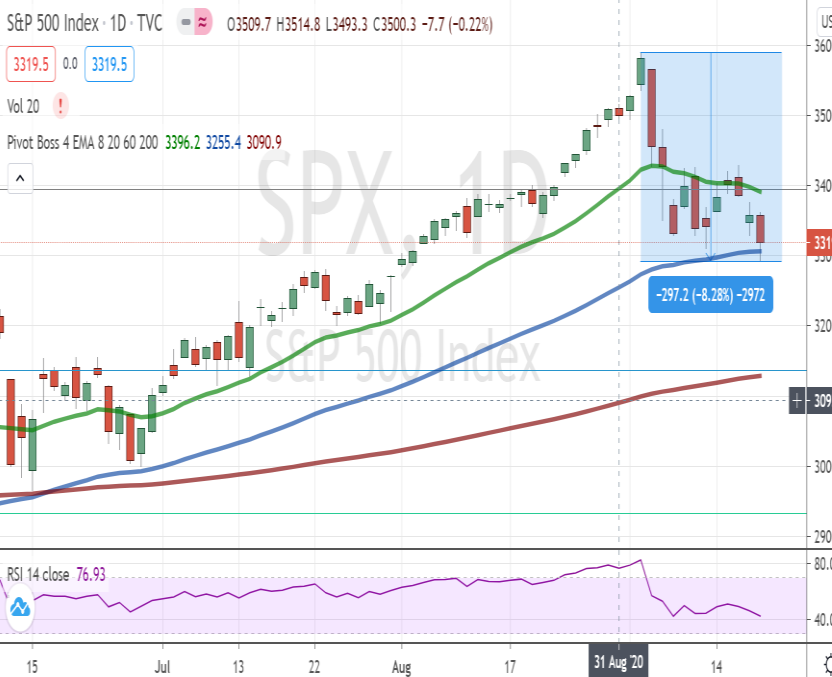 S&P 500 Index · 1D · TVC O3509.7 H3514.8 L3493.3 C3500.3 −7.7 (−0.22%)
3319.5 0.0 3319.5
Vol 20 !
Pivot Boss 4 EMA 8 20 60 200 3396.2 3255.4 3090.9
SPX, 1D
S&P 500 Index
US
360
350
340
331
330
320
309
300
290
−297.2 (−8.28%) −2972
RSI 14 close 76.93
80.0
40.0
15 Jul 13 22 Aug 17 31 Aug '20 14